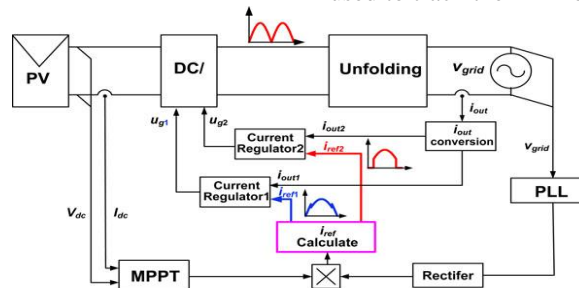 PV
DC/
Unfolding
v_grid
i_out
u_g1
u_g2
i_out2
Current
Regulator2
i_ref2
i_out
conversion
v_grid
i_out1
Current
Regulator1
i_ref1
PLL
V_dc
I_dc
i_ref
Calculate
MPPT
Rectifer